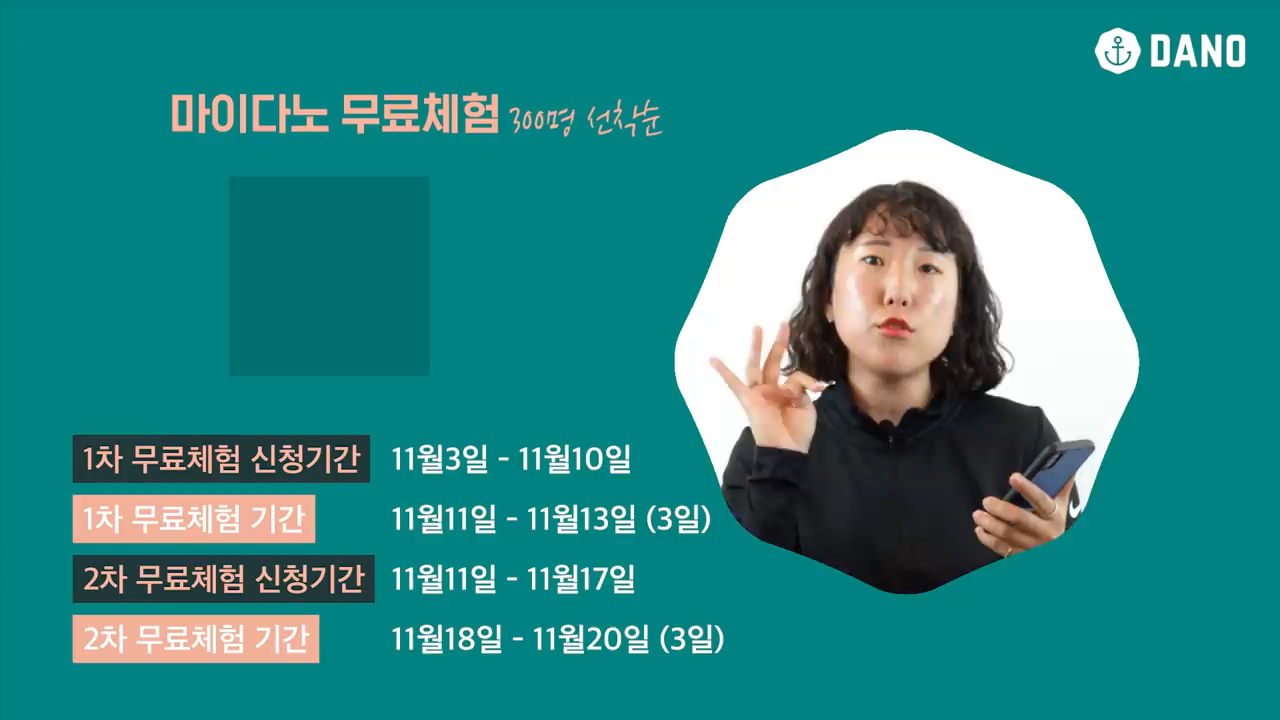 DANO
마이다노 무료체험 300명 선착순
1차 무료체험 신청기간 11월3일 - 11월10일
1차 무료체험 기간 11월11일 - 11월13일 (3일)
2차 무료체험 신청기간 11월11일 - 11월17일
2차 무료체험 기간 11월18일 - 11월20일 (3일)